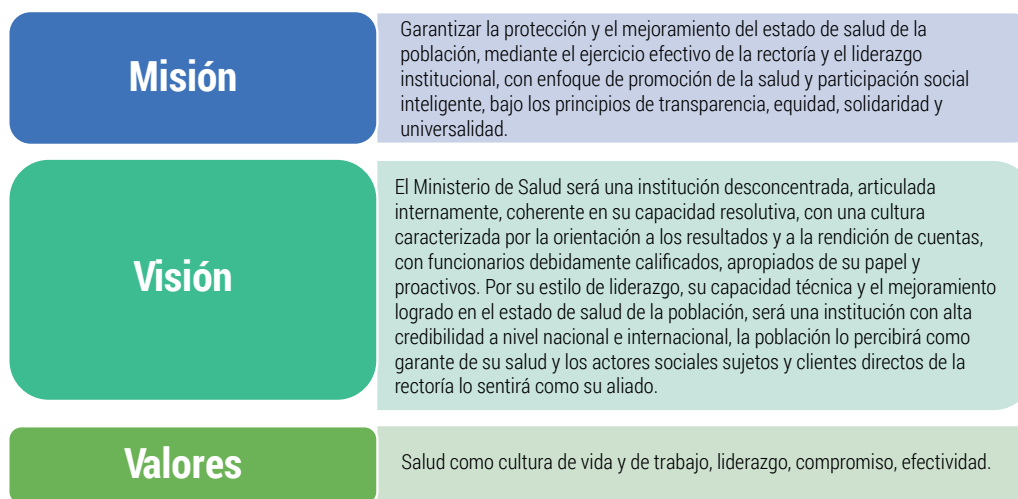 Misión
Garantizar la protección y el mejoramiento del estado de salud de la
población, mediante el ejercicio efectivo de la rectoría y el liderazgo
institucional, con enfoque de promoción de la salud y participación social
inteligente, bajo los principios de transparencia, equidad, solidaridad y
universalidad.
Visión
El Ministerio de Salud será una institución desconcentrada, articulada
internamente, coherente en su capacidad resolutiva, con una cultura
caracterizada por la orientación a los resultados y a la rendición de cuentas,
con funcionarios debidamente calificados, apropiados de su papel y
proactivos. Por su estilo de liderazgo, su capacidad técnica y el mejoramiento
logrado en el estado de salud de la población, será una institución con alta
credibilidad a nivel nacional e internacional, la población lo percibirá como
garante de su salud y los actores sociales sujetos y clientes directos de la
rectoría lo sentirá como su aliado.
Valores
Salud como cultura de vida y de trabajo, liderazgo, compromiso, efectividad.